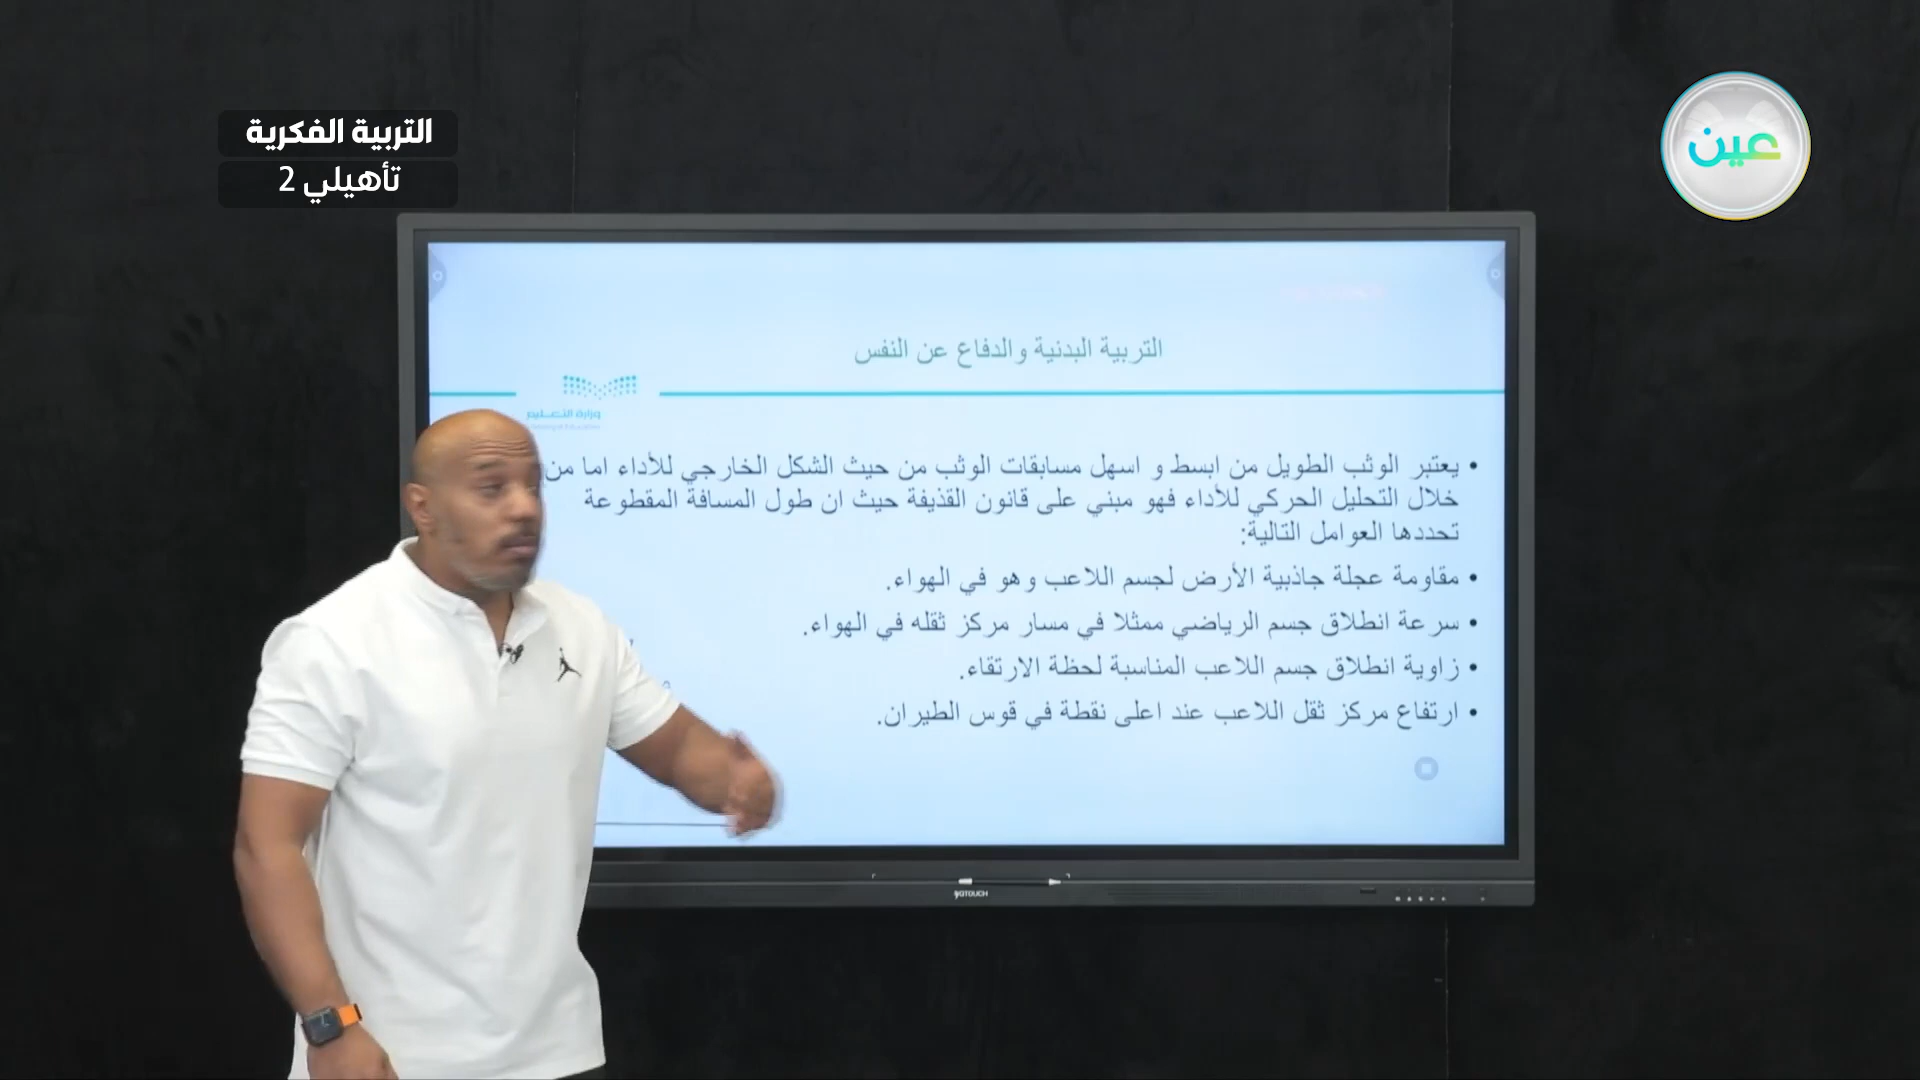 التربية الفكرية
تأهيلي 2
عين
التربية البدنية والدفاع عن النفس
وزارة التعليم
• يعتبر الوثب الطويل من ابسط و اسهل مسابقات الوثب من حيث الشكل الخارجي للأداء اما من
خلال التحليل الحركي للأداء فهو مبني على قانون القذيفة حيث ان طول المسافة المقطوعة
تحددها العوامل التالية:
• مقاومة عجلة جاذبية الأرض لجسم اللاعب وهو في الهواء.
• سرعة انطلاق جسم الرياضي ممثلا في مسار مركز ثقله في الهواء.
• زاوية انطلاق جسم اللاعب المناسبة لحظة الارتقاء.
• ارتفاع مركز ثقل اللاعب عند اعلى نقطة في قوس الطيران.